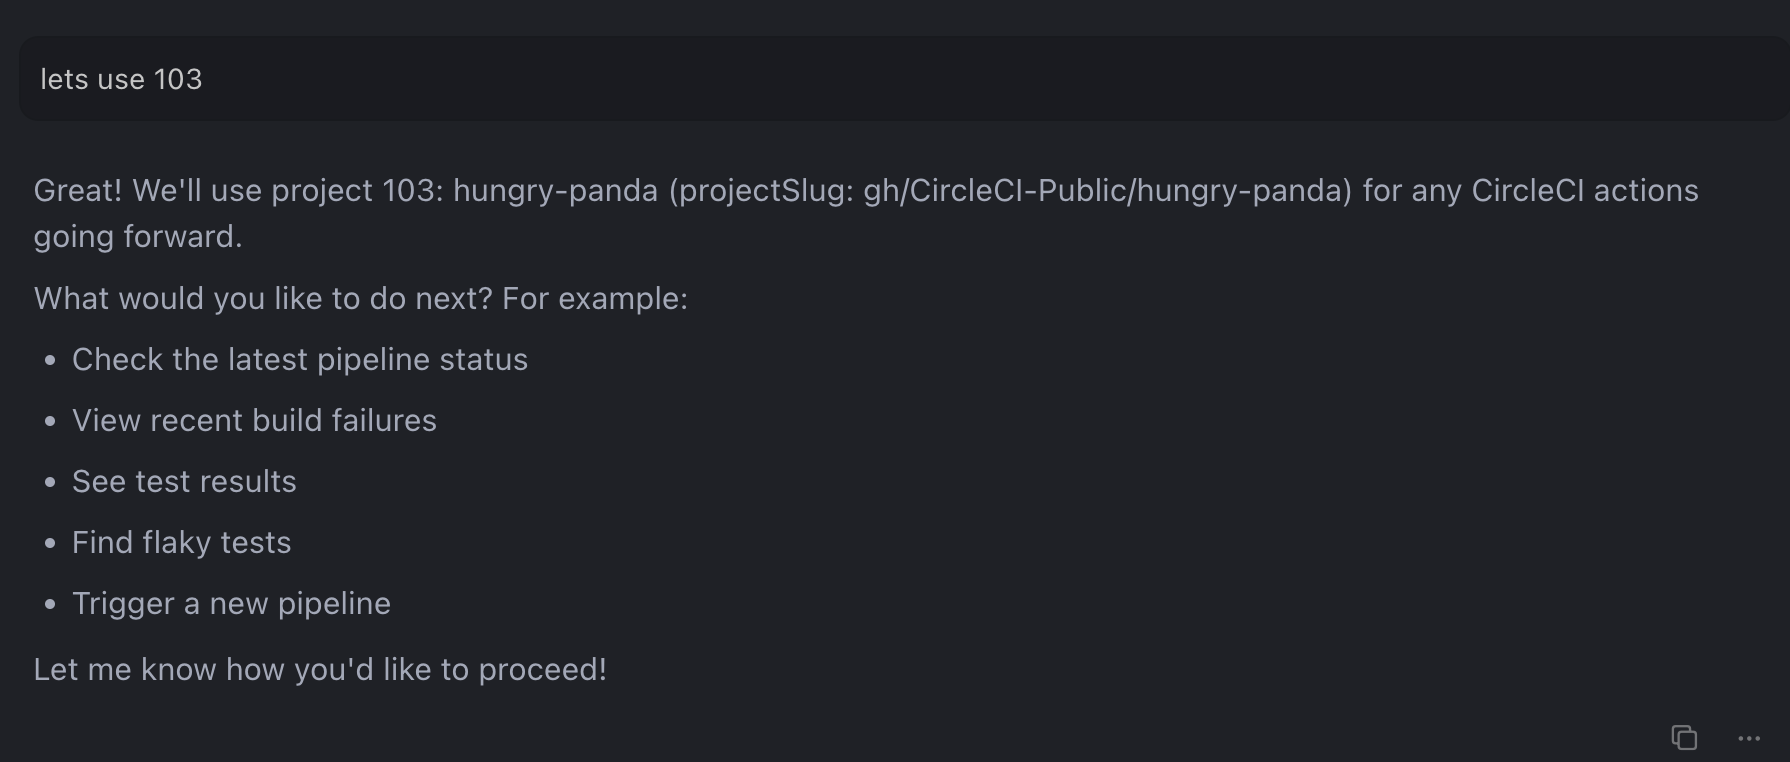 lets use 103
Great! We'll use project 103: hungry-panda (projectSlug: gh/CircleCI-Public/hungry-panda) for any CircleCI actions
going forward.
What would you like to do next? For example:
• Check the latest pipeline status
• View recent build failures
• See test results
• Find flaky tests
• Trigger a new pipeline
Let me know how you'd like to proceed!